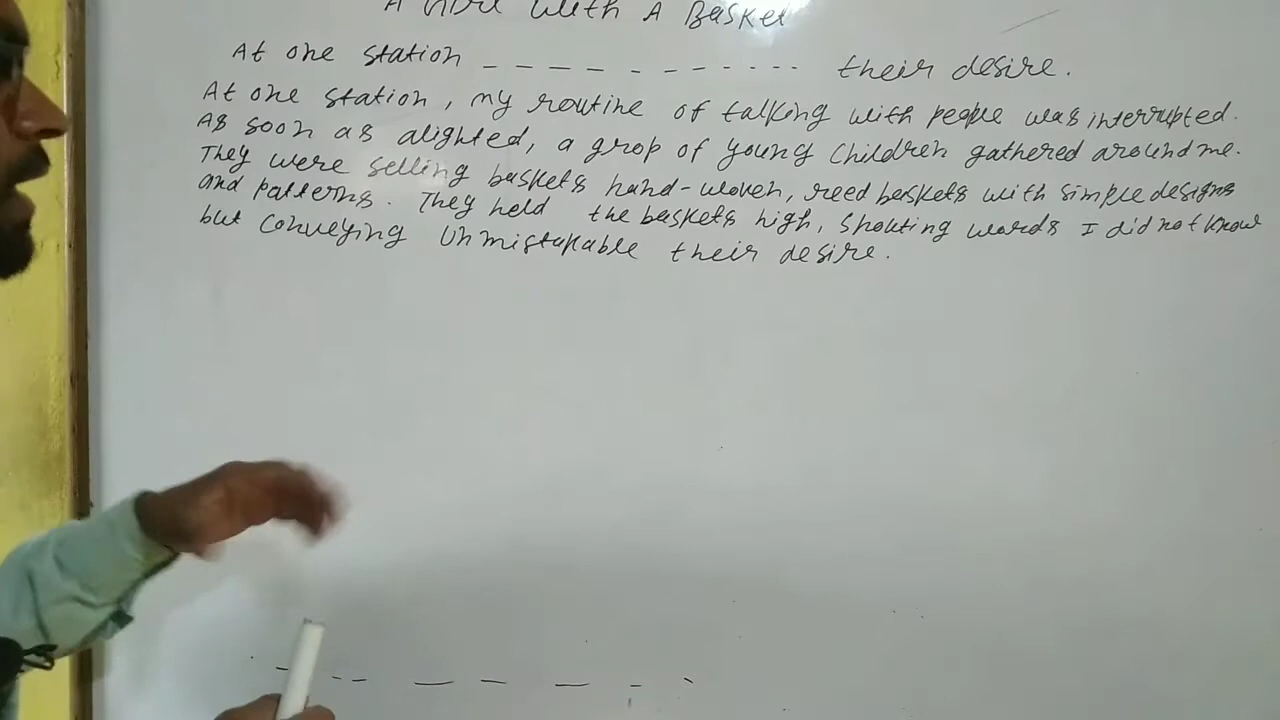 A Girl with A Basket
At one station _ _ _ _ _ _ _ _ _ _ _ their desire.
At one station, my routine of talking with people was interrupted.
As soon as alighted, a grop of young children gathered around me.
They were selling baskets hand-woven, reed baskets with simple designs
and patterns. They held the baskets high, shouting words I did not know
but conveying unmistakable their desire.